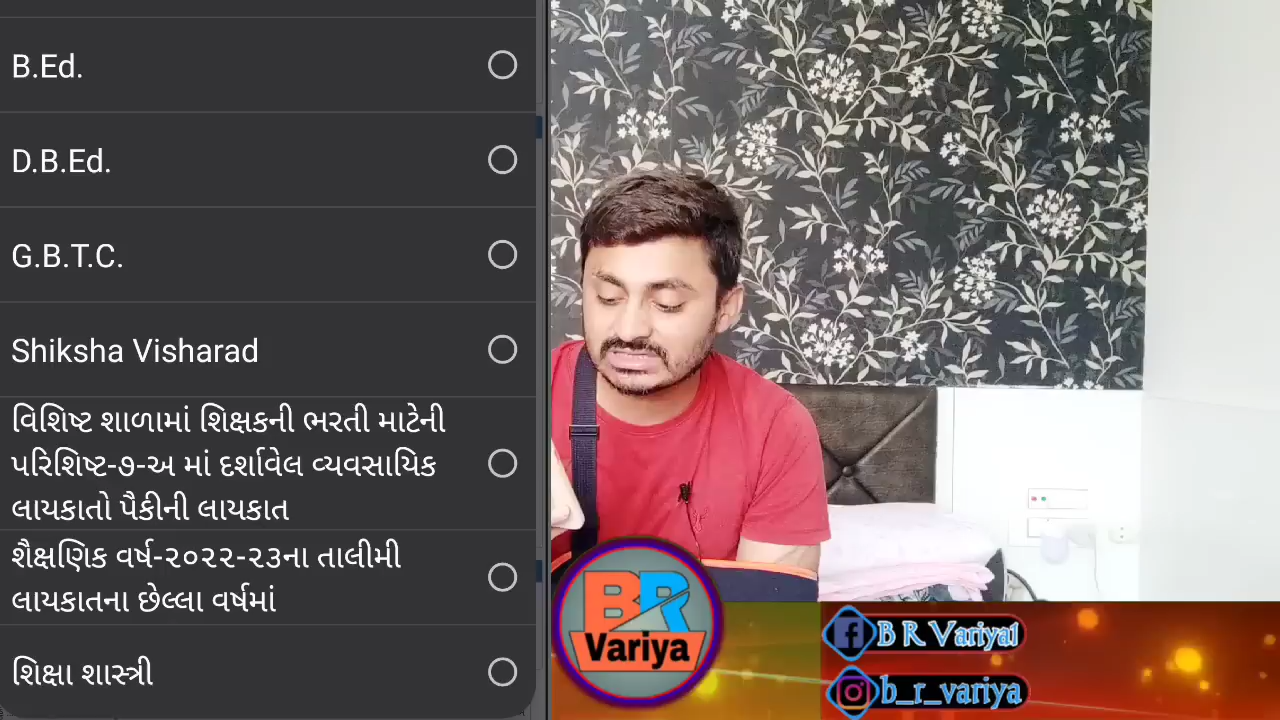 B.Ed.
D.B.Ed.
G.B.T.C.
Shiksha Visharad
વિશિષ્ટ શાળામાં શિક્ષકની ભરતી માટેની
પરિશિષ્ટ-૭-અ માં દર્શાવેલ વ્યવસાયિક
લાયકાતો પૈકીની લાયકાત
શૈક્ષણિક વર્ષ-૨૦૨૨-૨૩ના તાલીમી
લાયકાતના છેલ્લા વર્ષમાં
શિક્ષા શાસ્ત્રી
BR
Variya
B R Variya1
b_r_variya